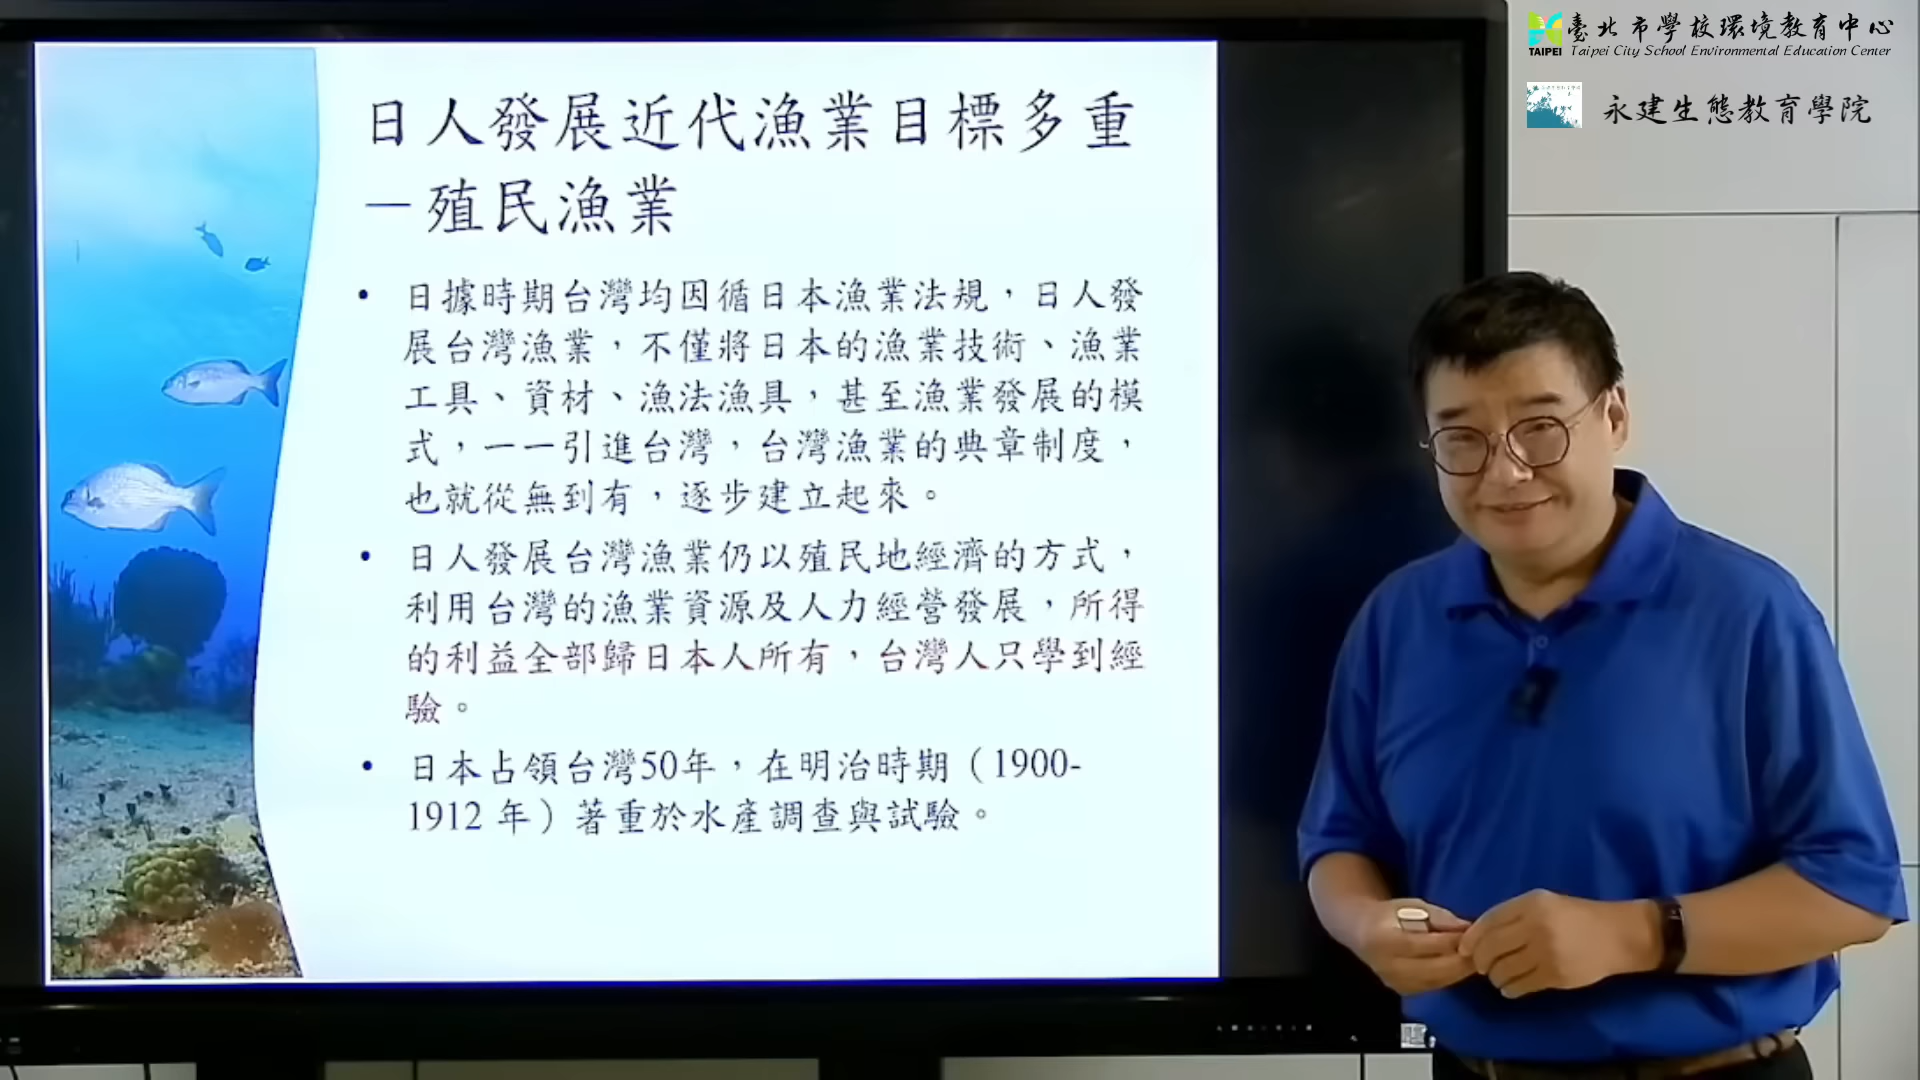 日人發展近代漁業目標多重
－殖民漁業
• 日據時期台灣均因循日本漁業法規，日人發
展台灣漁業，不僅將日本的漁業技術、漁業
工具、資材、漁法漁具，甚至漁業發展的模
式，一一引進台灣，台灣漁業的典章制度，
也就從無到有，逐步建立起來。
• 日人發展台灣漁業仍以殖民地經濟的方式，
利用台灣的漁業資源及人力經營發展，所得
的利益全部歸日本人所有，台灣人只學到經
驗。
• 日本占領台灣50年，在明治時期（1900-
1912 年）著重於水產調查與試驗。
TAIPEI
臺北市學校環境教育中心
Taipei City School Environmental Education Center
永建生態教育學院